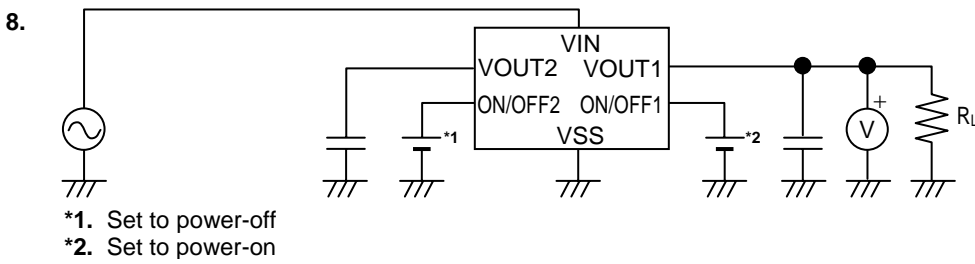 8.
VIN
VOUT2 VOUT1
ON/OFF2 ON/OFF1
*1 VSS *2
+
V
RL
*1. Set to power-off
*2. Set to power-on